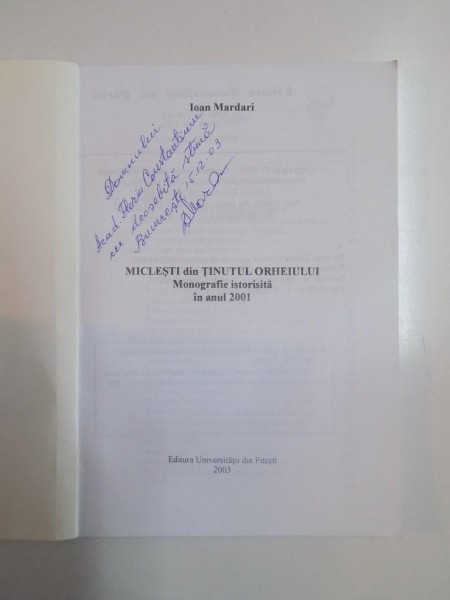 Ioan Mardari
Domnului
Acad. Florin Constantiniu
cu deosebită stimă
București 15.12.03
MICLEȘTI din ȚINUTUL ORHEIULUI
Monografie istorisită
în anul 2001
Editura Universității din Pitești
2003